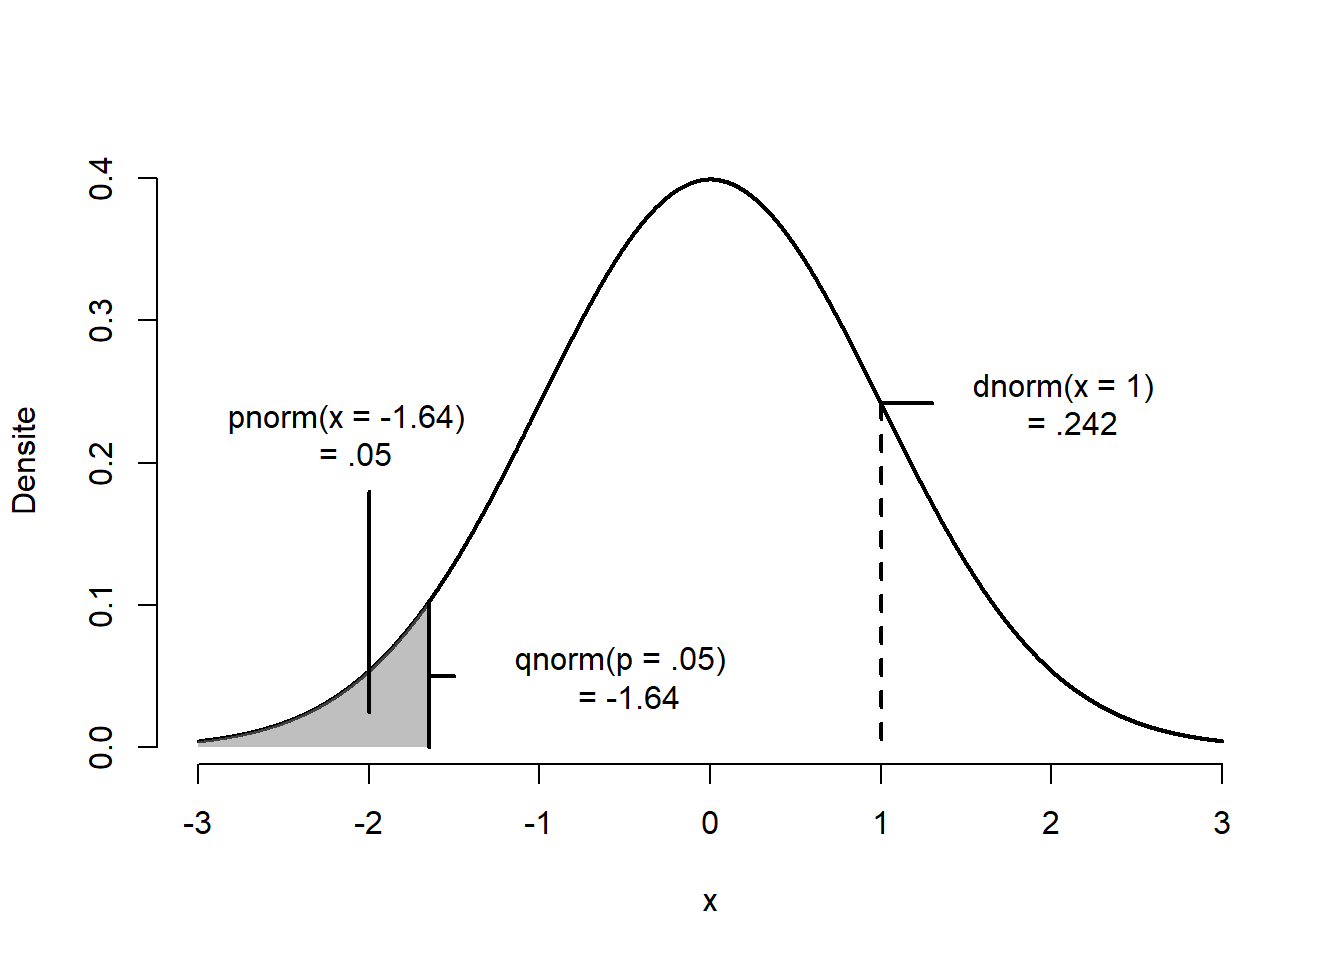 Densite
0.4
0.3
0.2
0.1
0.0
pnorm(x = -1.64)
= .05
dnorm(x = 1)
= .242
qnorm(p = .05)
= -1.64
-3 -2 -1 0 1 2 3
x